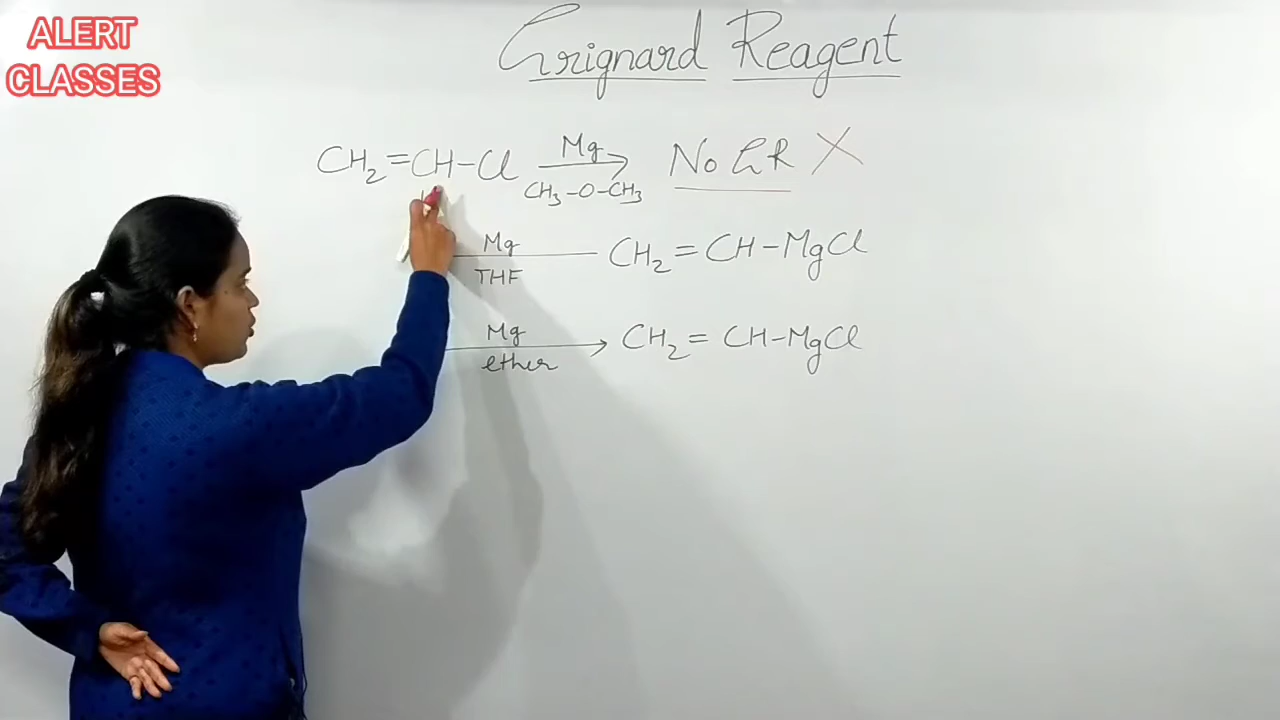 ALERT
CLASSES
Grignard Reagent
CH₂=CH-Cl Mg No GR X
CH₃-O-CH₃
Mg CH₂=CH-MgCl
THF
Mg CH₂=CH-MgCl
ether